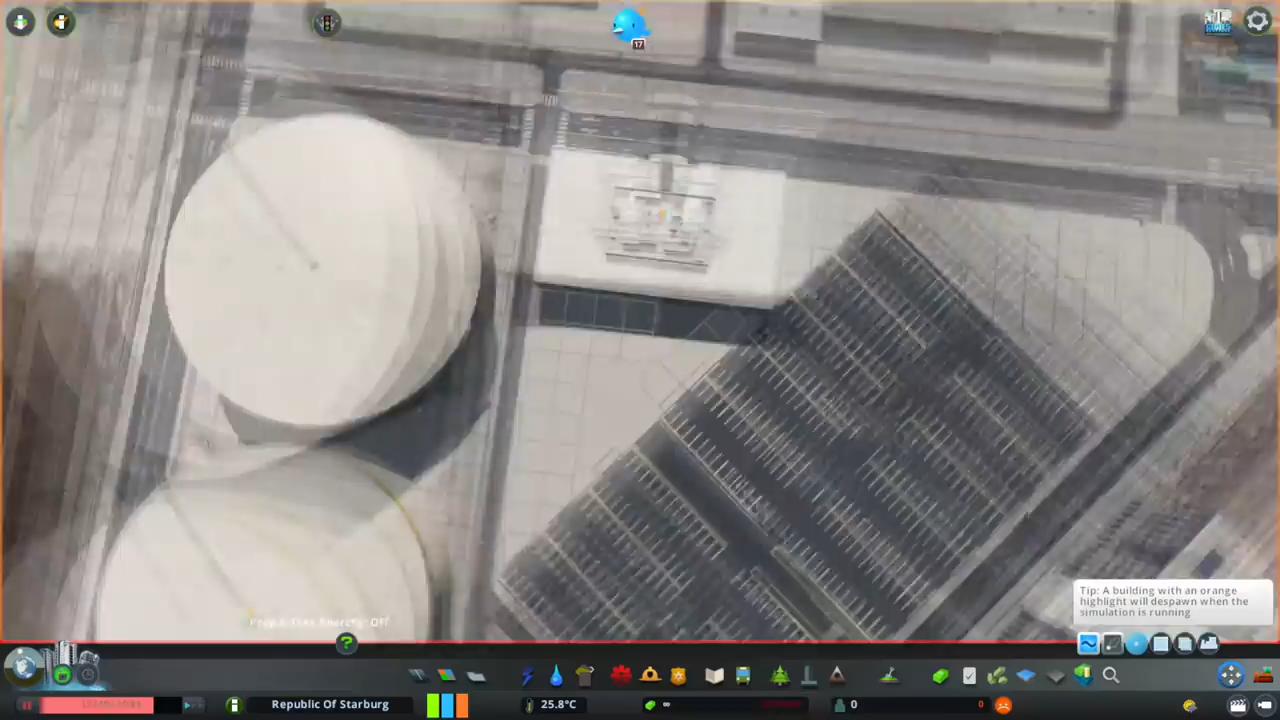 17
Tip: A building with an orange
highlight will despawn when the
simulation is running
Republic Of Starburg
25.8°C
∞
0
0